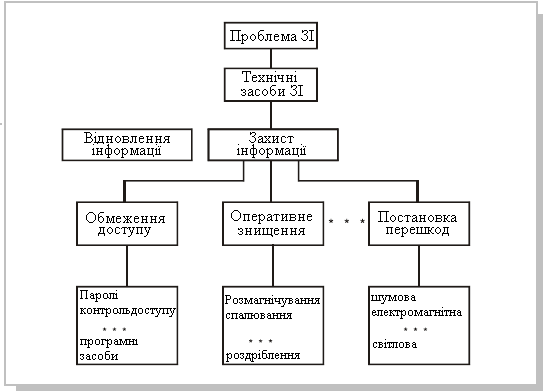 Проблема ЗІ
Технічні
засоби ЗІ
Відновлення
інформації
Захист
інформації
Обмеження
доступу
Оперативне
знищення
* * *
Постановка
перешкод
Паролі
контрольдоступу
* * *
програмні
засоби
Розмагнічування
спалювання
* * *
роздріблення
шумова
електромагнітна
* * *
світлова